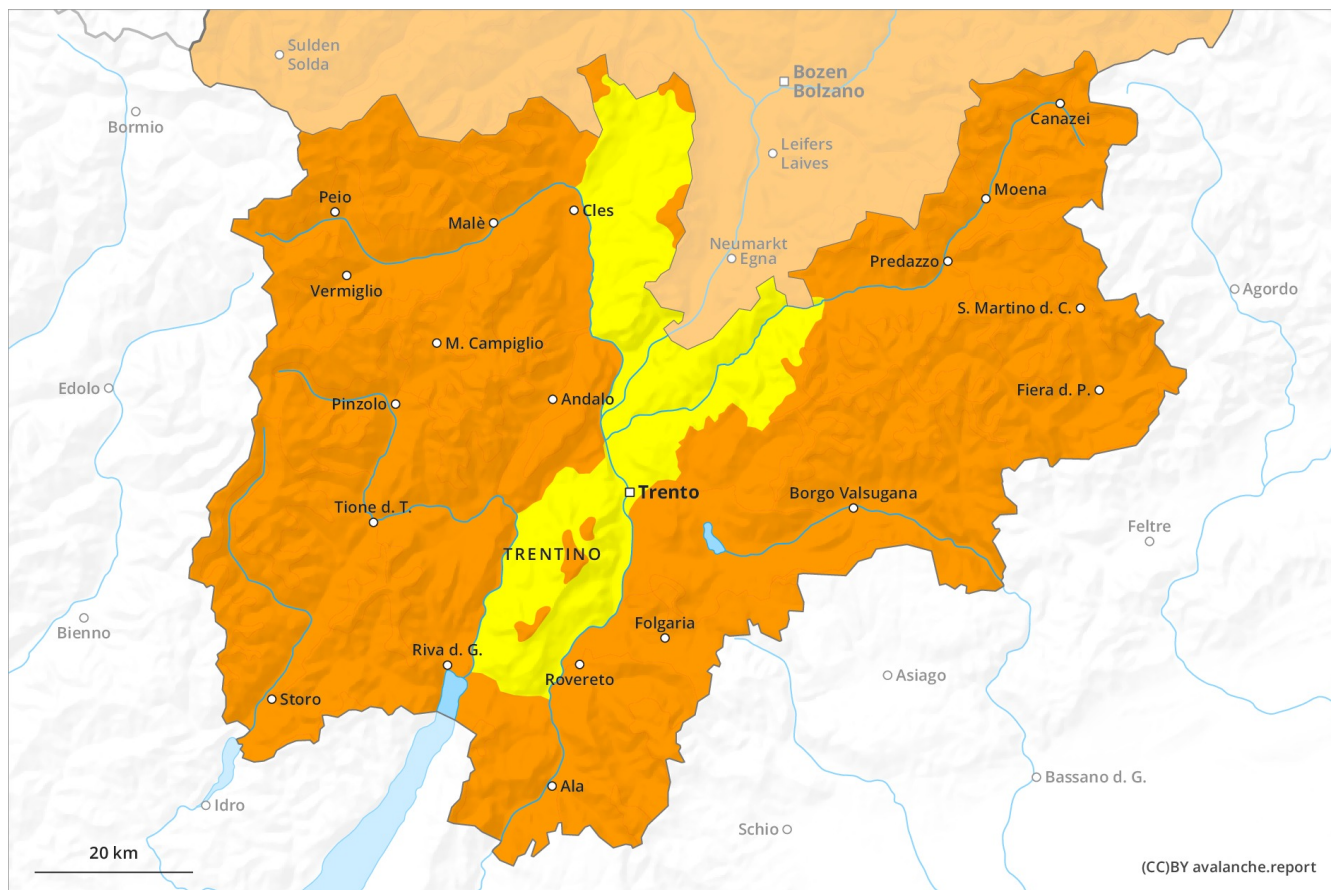 Sulden
Solda
Bozen
Bolzano
Bormio
Canazei
Leifers
Laives
Peio
Moena
Malè
Cles
Neumarkt
Egna
Predazzo
Vermiglio
Agordo
S. Martino d. C.
M. Campiglio
Edolo
Fiera d. P.
Andalo
Pinzolo
Trento
Borgo Valsugana
Tione d. T.
Feltre
TRENTINO
Bienno
Folgaria
Riva d. G.
Asiago
Rovereto
Storo
Bassano d. G.
Ala
Idro
Schio
20 km
(CC)BY avalanche.report